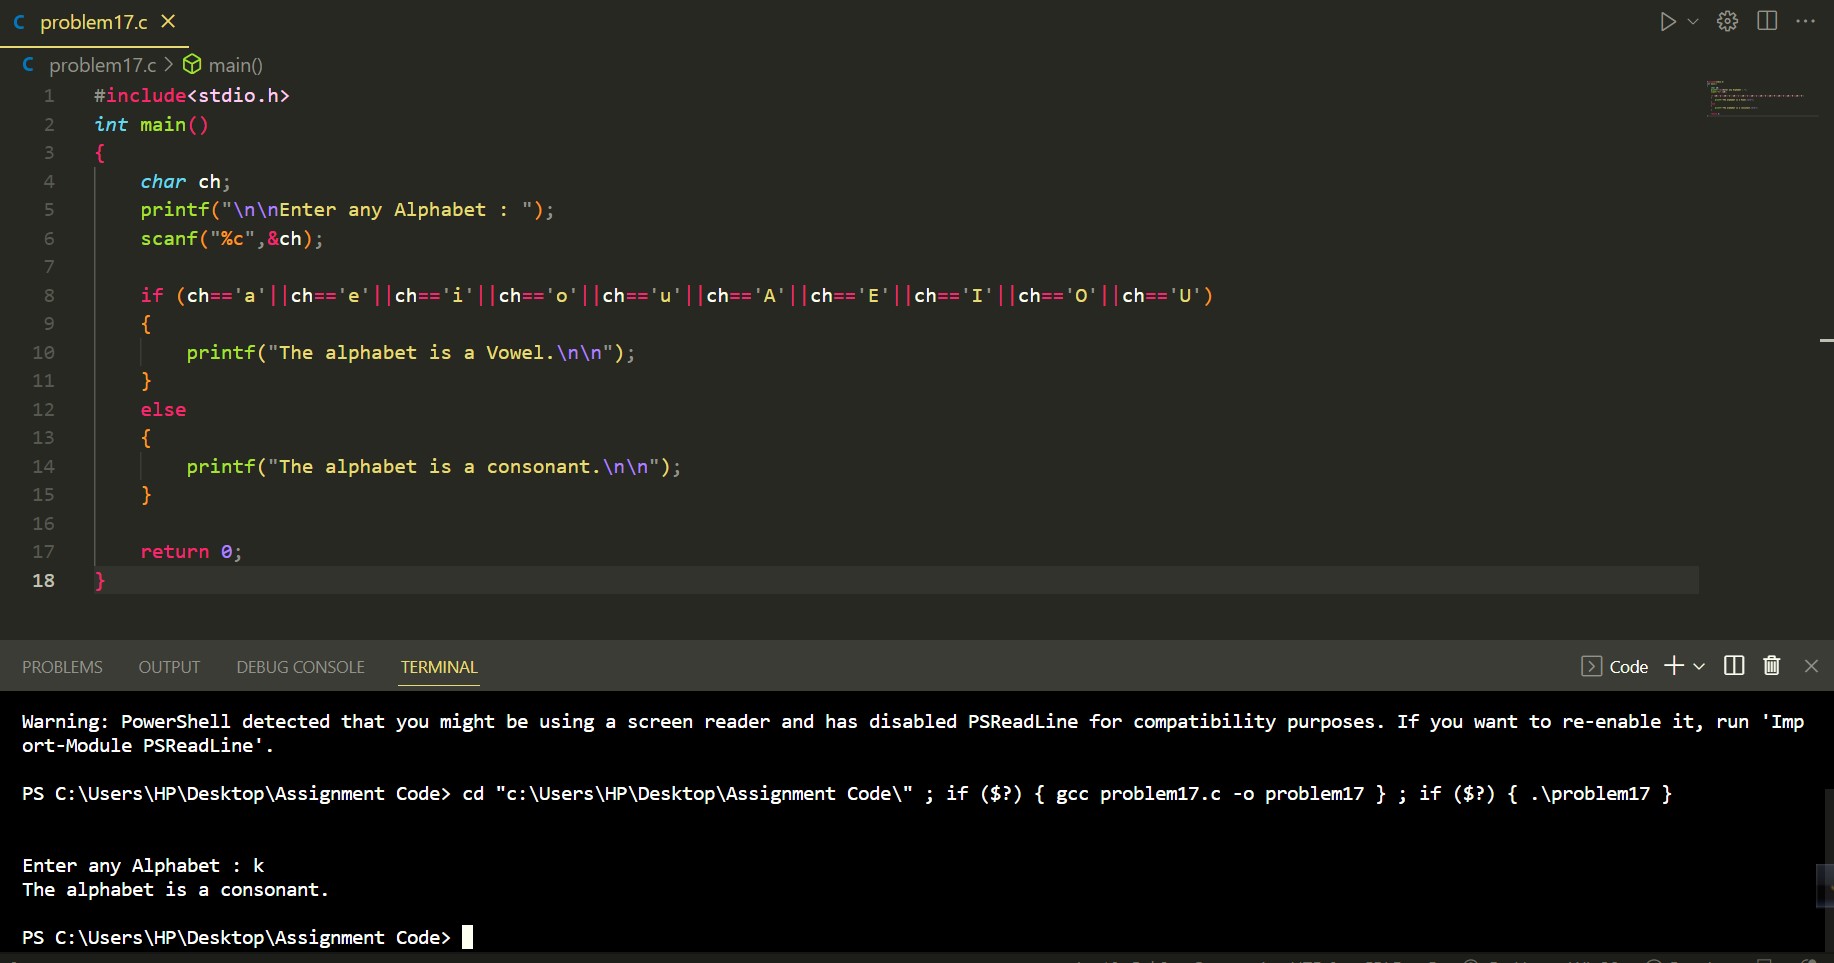 C problem17.c
C problem17.c > main()
1 #include<stdio.h>
2 int main()
3 {
4     char ch;
5     printf("\n\nEnter any Alphabet : ");
6     scanf("%c",&ch);
7
8     if (ch=='a'||ch=='e'||ch=='i'||ch=='o'||ch=='u'||ch=='A'||ch=='E'||ch=='I'||ch=='O'||ch=='U')
9     {
10         printf("The alphabet is a Vowel.\n\n");
11     }
12     else
13     {
14         printf("The alphabet is a consonant.\n\n");
15     }
16
17     return 0;
18 }
PROBLEMS OUTPUT DEBUG CONSOLE TERMINAL Code
Warning: PowerShell detected that you might be using a screen reader and has disabled PSReadLine for compatibility purposes. If you want to re-enable it, run 'Imp
ort-Module PSReadLine'.
PS C:\Users\HP\Desktop\Assignment Code> cd "c:\Users\HP\Desktop\Assignment Code\" ; if ($?) { gcc problem17.c -o problem17 } ; if ($?) { .\problem17 }
Enter any Alphabet : k
The alphabet is a consonant.
PS C:\Users\HP\Desktop\Assignment Code>